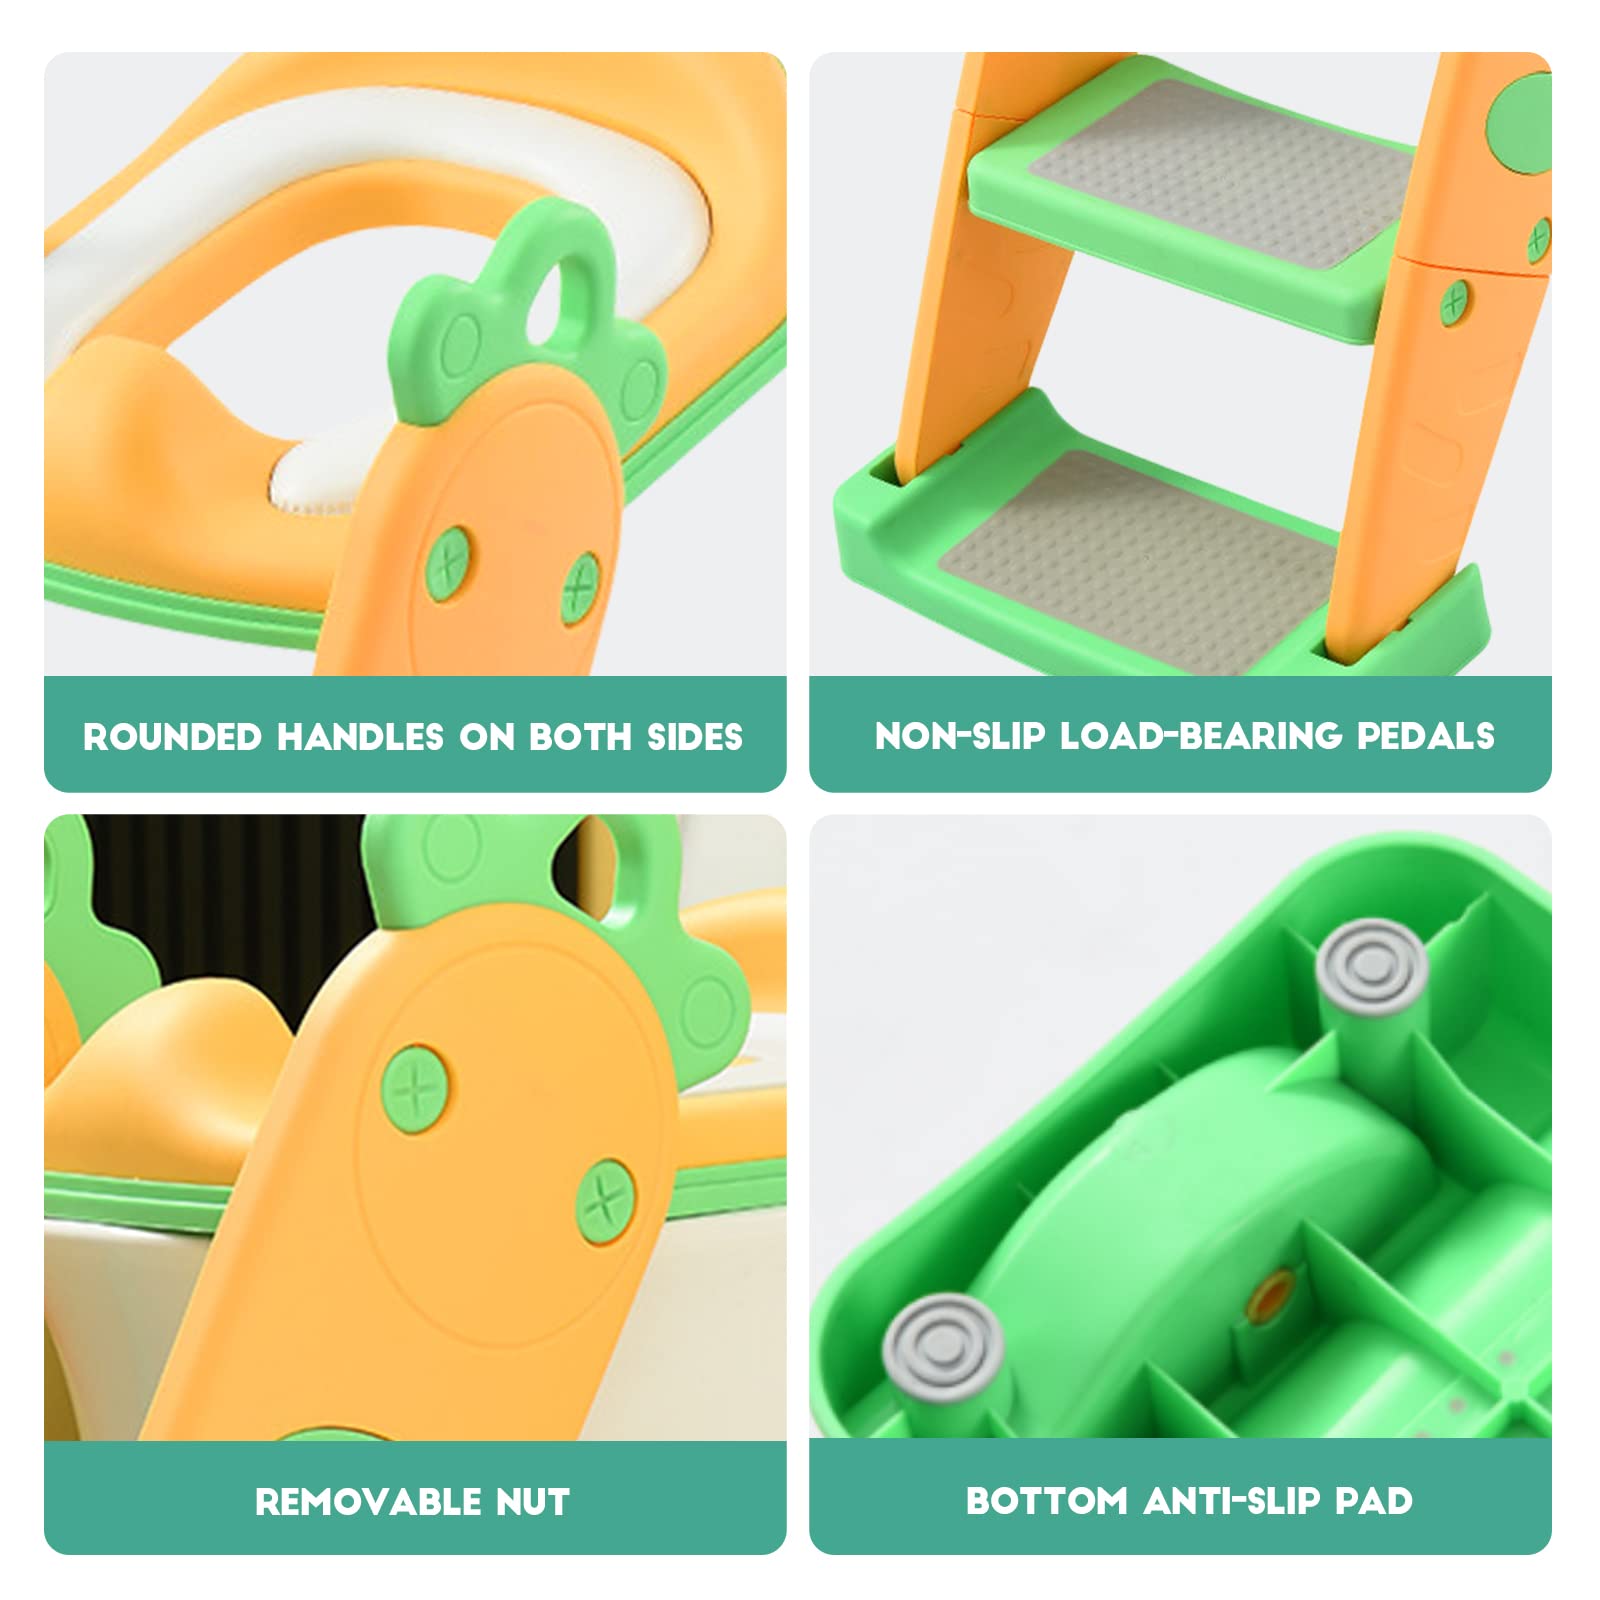 ROUNDED HANDLES ON BOTH SIDES
NON-SLIP LOAD-BEARING PEDALS
REMOVABLE NUT
BOTTOM ANTI-SLIP PAD